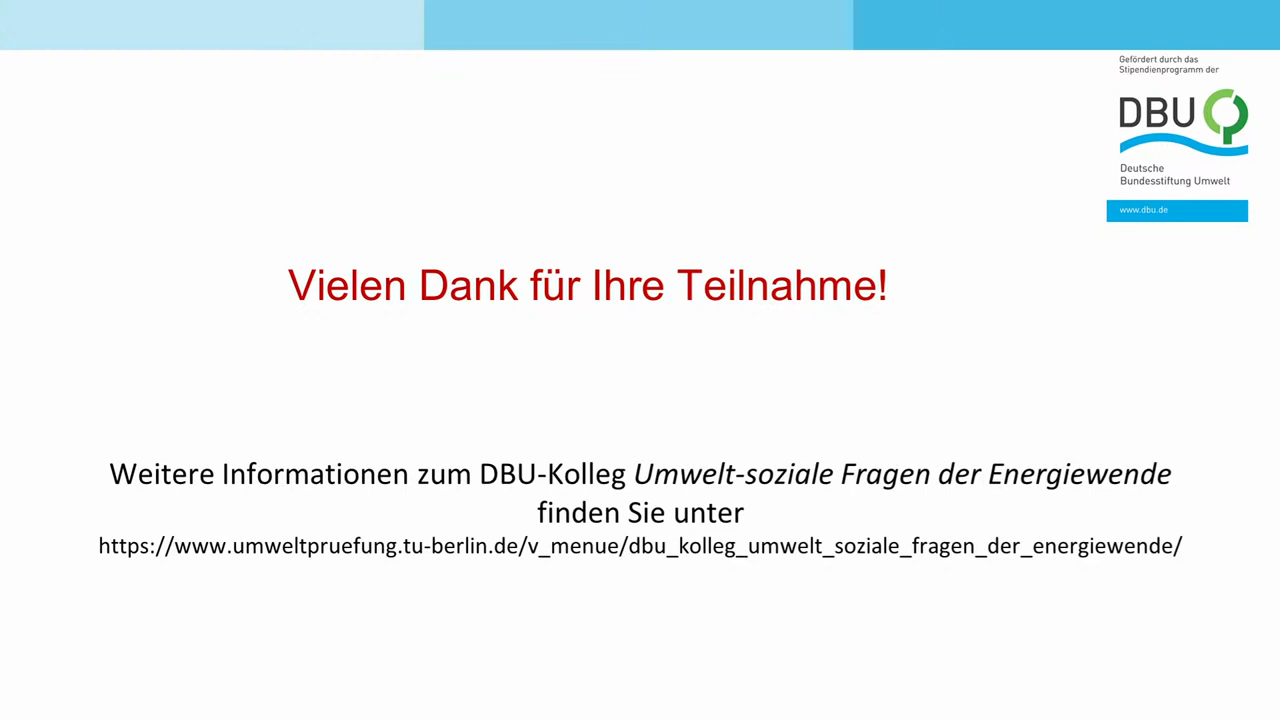 Gefördert durch das
Stipendienprogramm der
DBU
Deutsche
Bundesstiftung Umwelt
www.dbu.de
Vielen Dank für Ihre Teilnahme!
Weitere Informationen zum DBU-Kolleg Umwelt-soziale Fragen der Energiewende
finden Sie unter
https://www.umweltpruefung.tu-berlin.de/v_menue/dbu_kolleg_umwelt_soziale_fragen_der_energiewende/